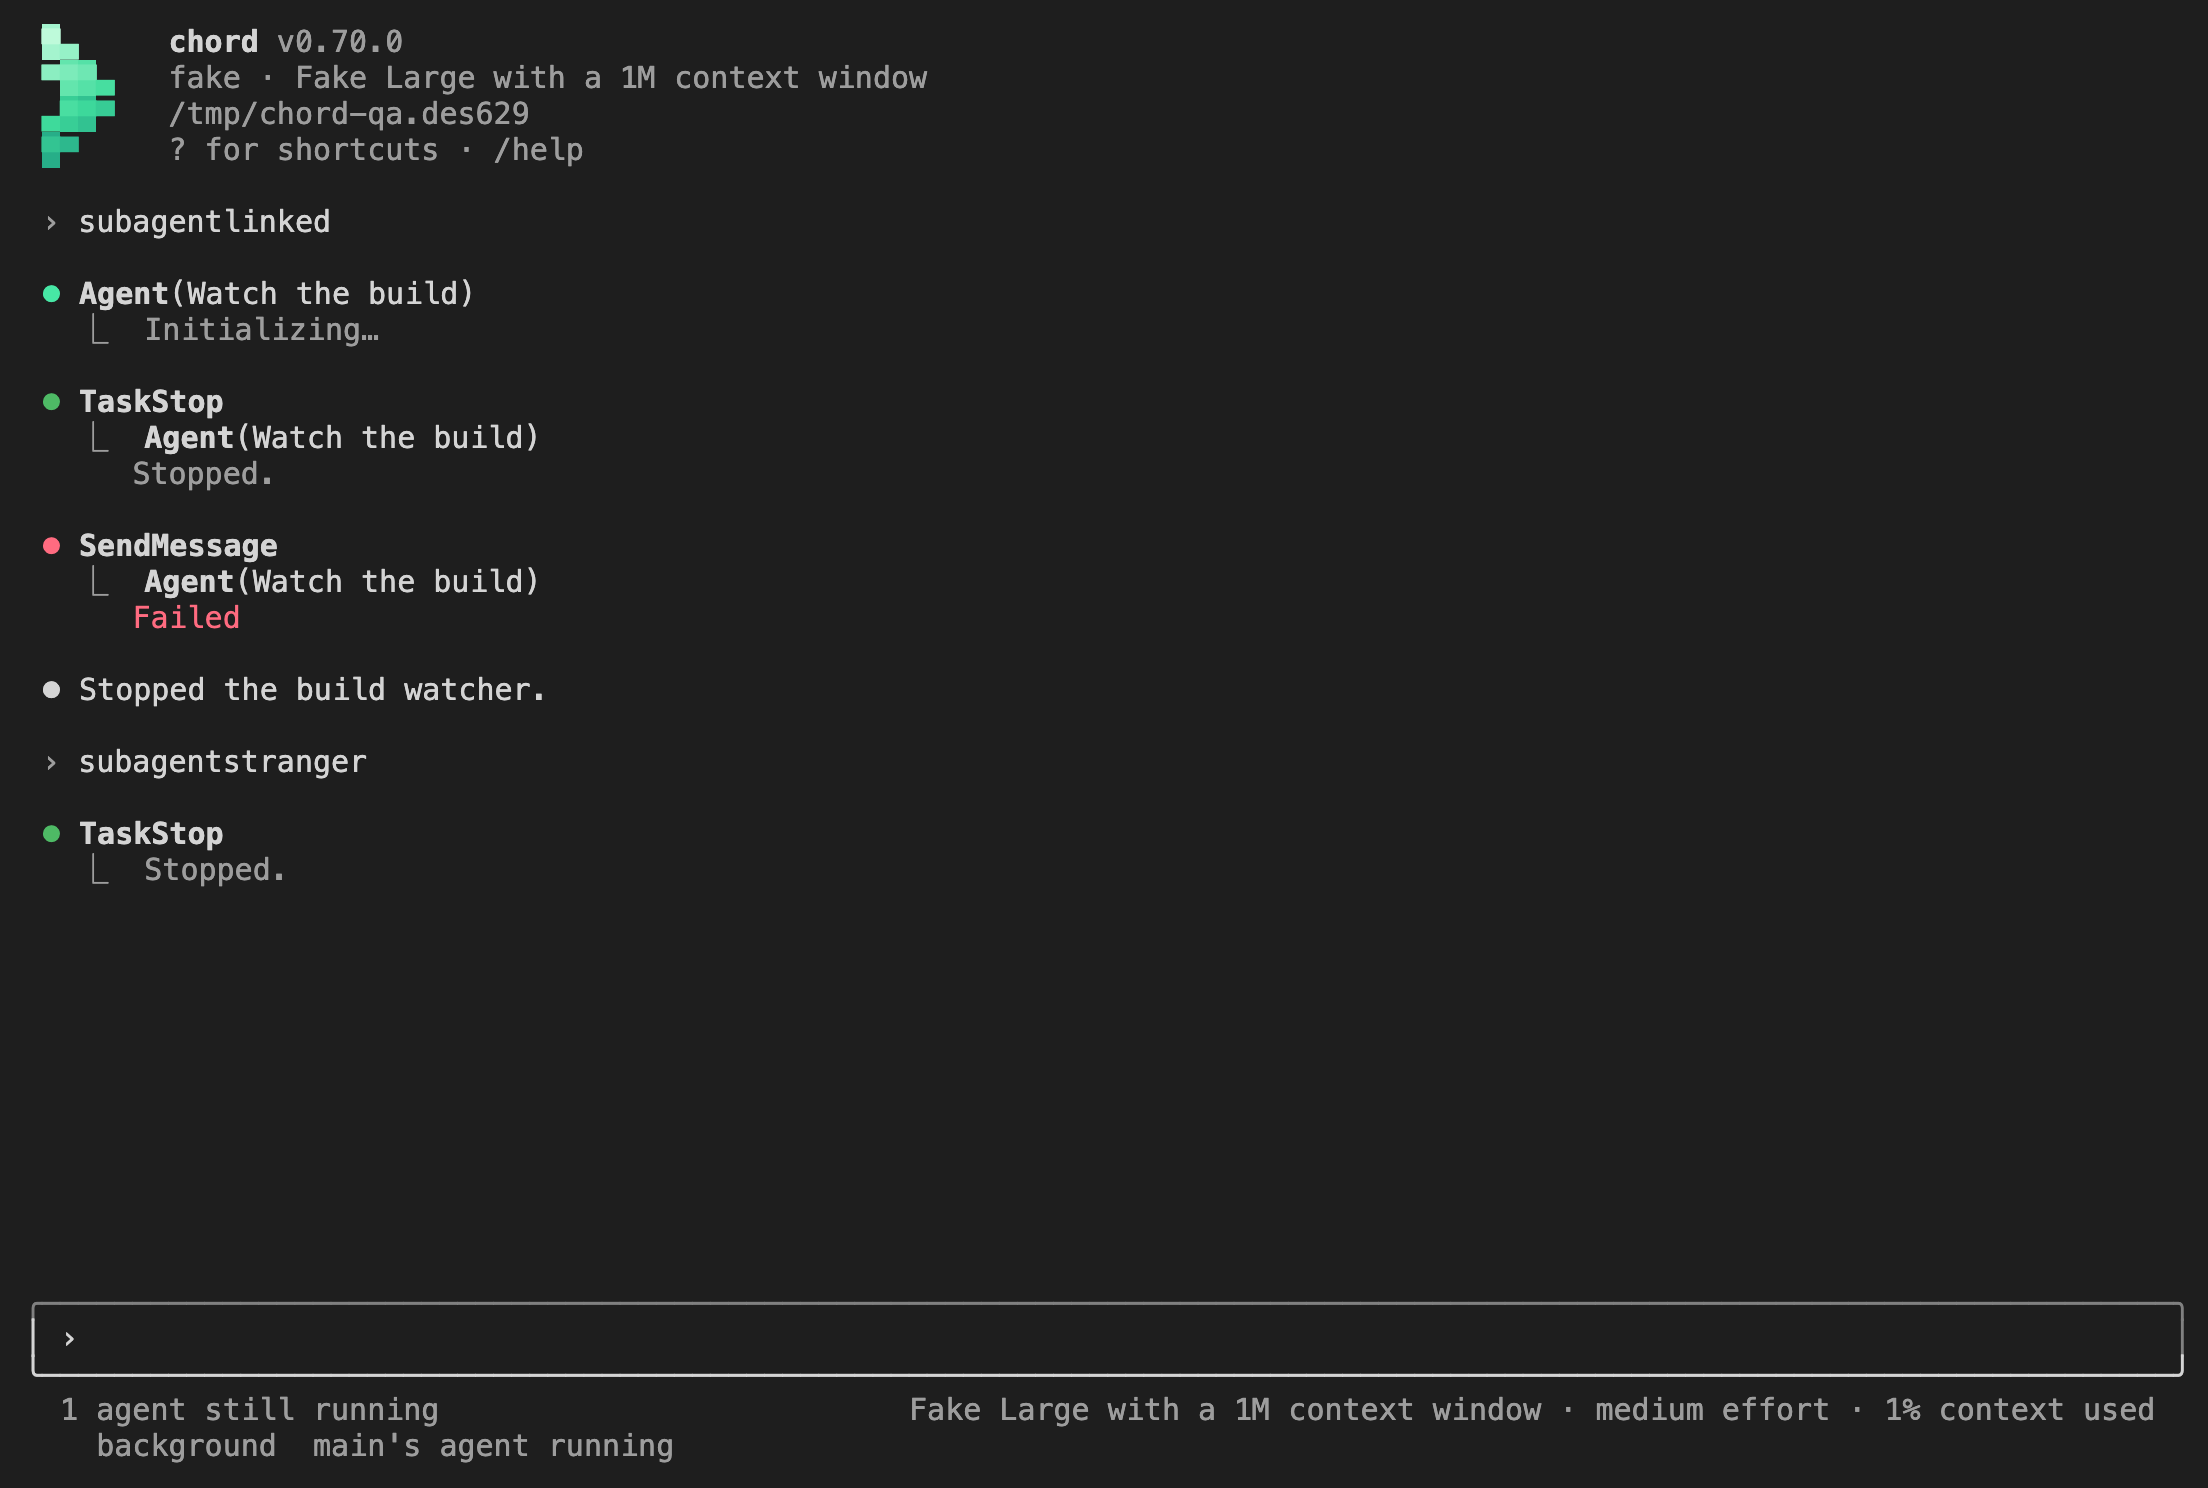 chord v0.70.0
fake · Fake Large with a 1M context window
/tmp/chord-qa.des629
? for shortcuts · /help
› subagentlinked
● Agent(Watch the build)
⎿  Initializing…
● TaskStop
⎿  Agent(Watch the build)
Stopped.
● SendMessage
⎿  Agent(Watch the build)
Failed
● Stopped the build watcher.
› subagentstranger
● TaskStop
⎿  Stopped.
›
1 agent still running Fake Large with a 1M context window · medium effort · 1% context used
background  main's agent running